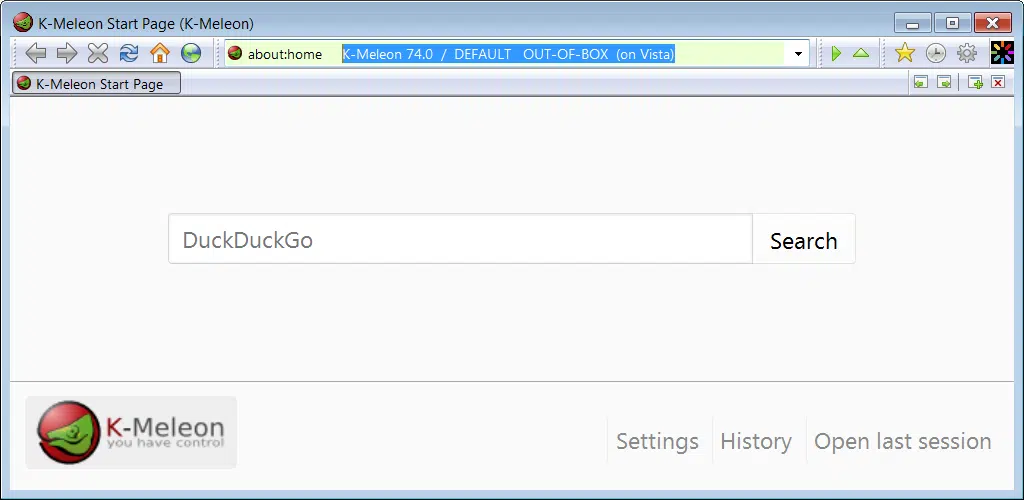 K-Meleon Start Page (K-Meleon)
about:home K-Meleon 74.0 / DEFAULT OUT-OF-BOX (on Vista)
K-Meleon Start Page
DuckDuckGo Search
K-Meleon
you have control
Settings History Open last session